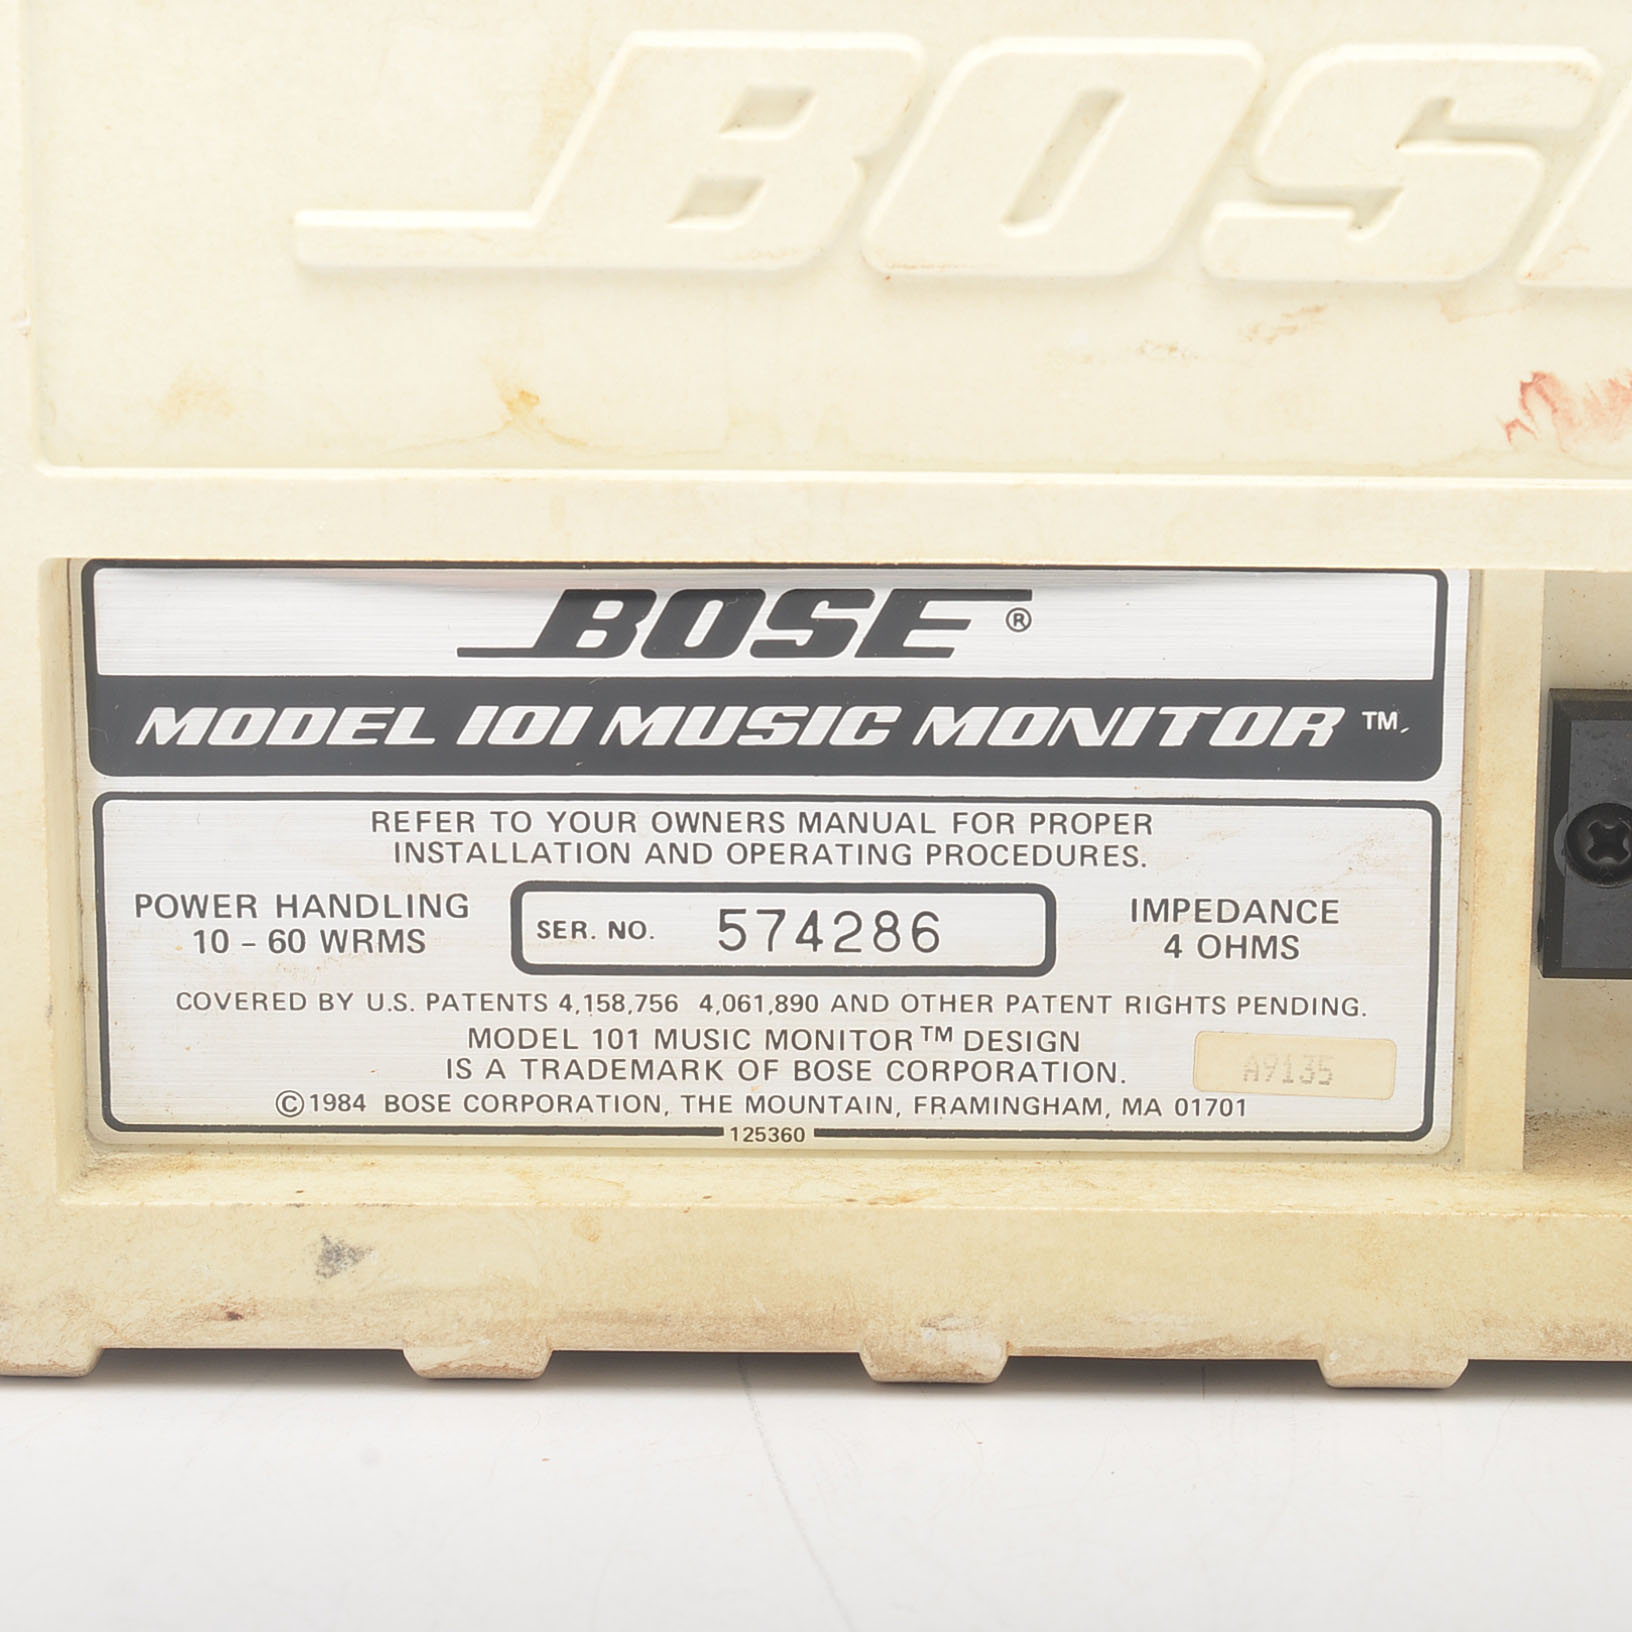 BOSE
BOSE®
MODEL 101 MUSIC MONITOR™
REFER TO YOUR OWNERS MANUAL FOR PROPER
INSTALLATION AND OPERATING PROCEDURES.
POWER HANDLING
10 – 60 WRMS
SER. NO. 574286
IMPEDANCE
4 OHMS
COVERED BY U.S. PATENTS 4,158,756 4,061,890 AND OTHER PATENT RIGHTS PENDING.
MODEL 101 MUSIC MONITOR™ DESIGN
IS A TRADEMARK OF BOSE CORPORATION.
A9135
©1984 BOSE CORPORATION, THE MOUNTAIN, FRAMINGHAM, MA 01701
125360